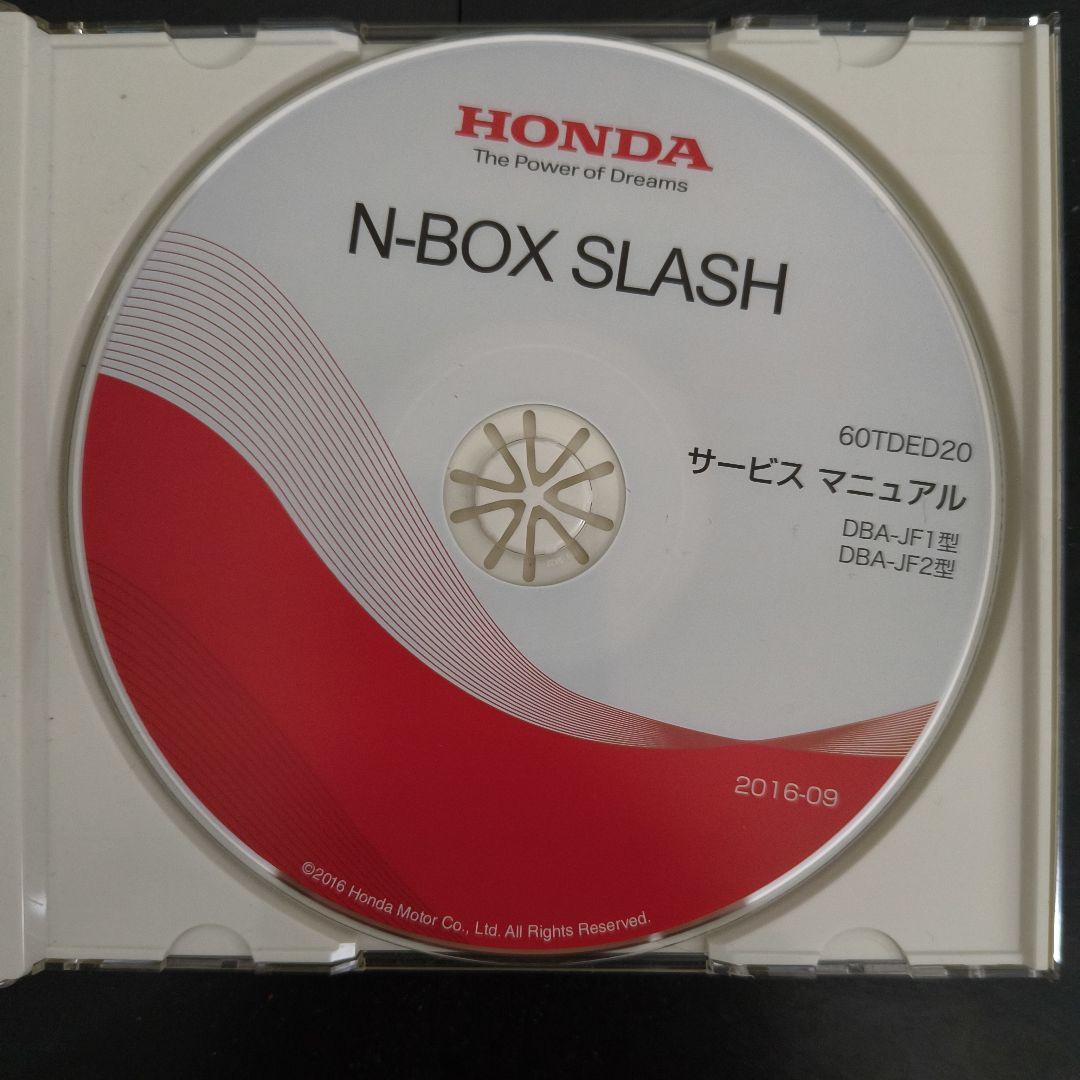 HONDA
The Power of Dreams
N-BOX SLASH
60TDED20
サービス マニュアル
DBA-JF1型
DBA-JF2型
2016-09
©2016 Honda Motor Co., Ltd. All Rights Reserved.